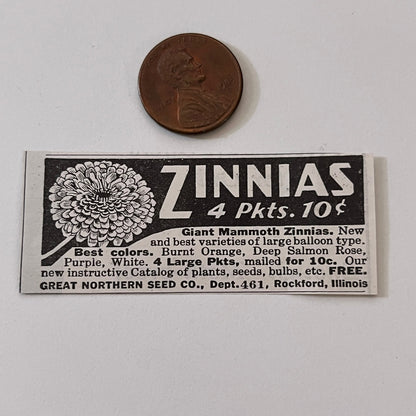 ZINNIAS
4 Pkts. 10¢
Giant Mammoth Zinnias. New
and best varieties of large balloon type.
Best colors. Burnt Orange, Deep Salmon Rose,
Purple, White. 4 Large Pkts, mailed for 10c. Our
new instructive Catalog of plants, seeds, bulbs, etc. FREE.
GREAT NORTHERN SEED CO., Dept.461, Rockford, Illinois